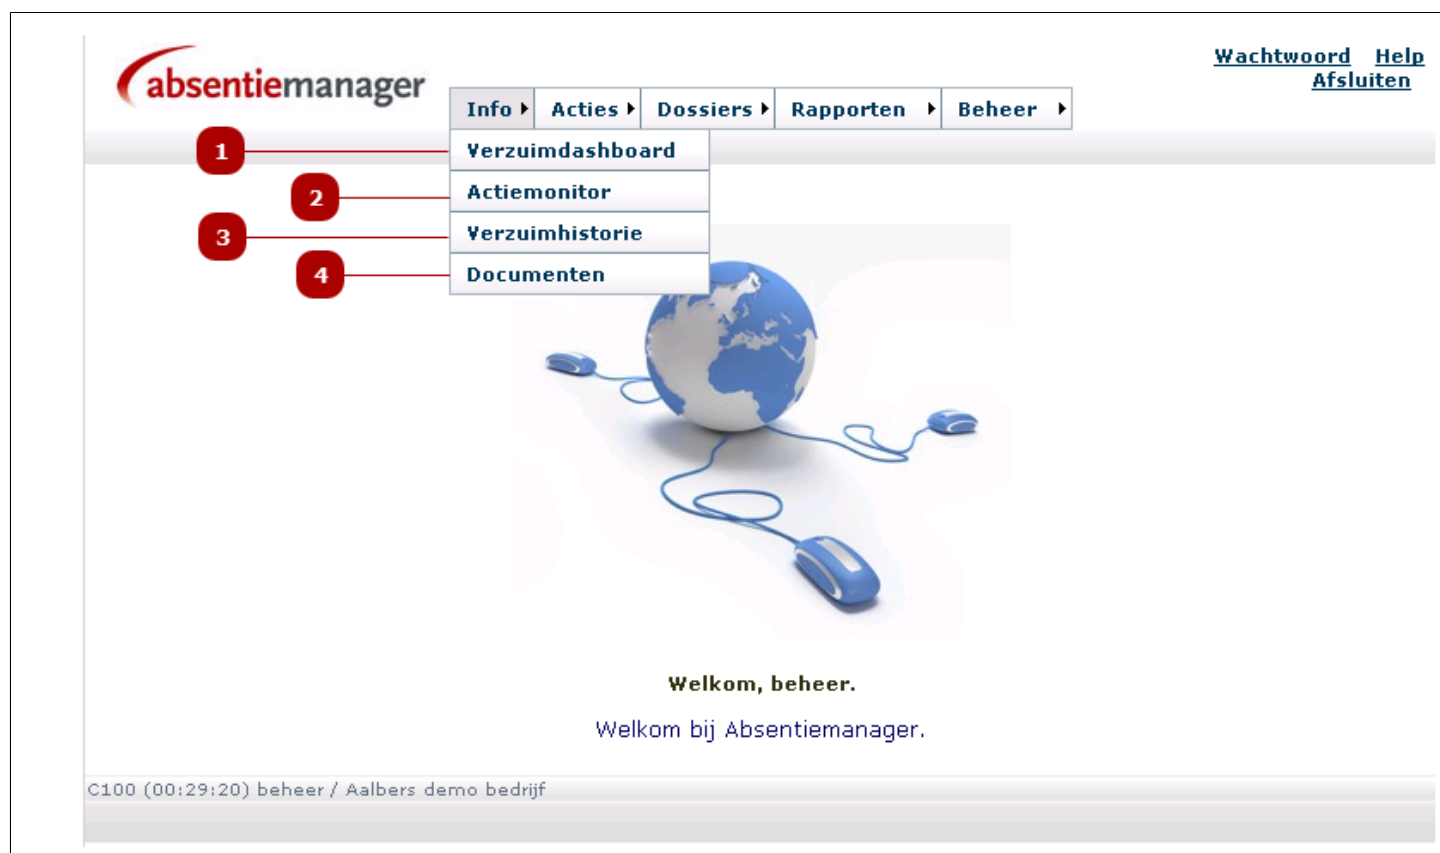 absentiemanager
Wachtwoord Help
Afsluiten
Info Acties Dossiers Rapporten Beheer
1 Verzuimdashboard
2 Actiemonitor
3 Verzuimhistorie
4 Documenten
Welkom, beheer.
Welkom bij Absentiemanager.
C100 (00:29:20) beheer / Aalbers demo bedrijf